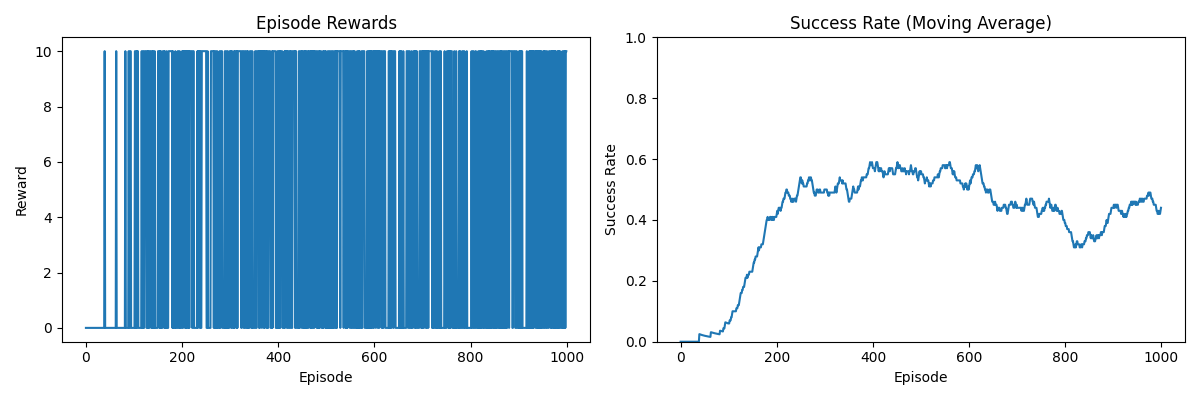 Episode Rewards
Reward
10
8
6
4
2
0
0 200 400 600 800 1000
Episode
Success Rate (Moving Average)
Success Rate
1.0
0.8
0.6
0.4
0.2
0.0
0 200 400 600 800 1000
Episode